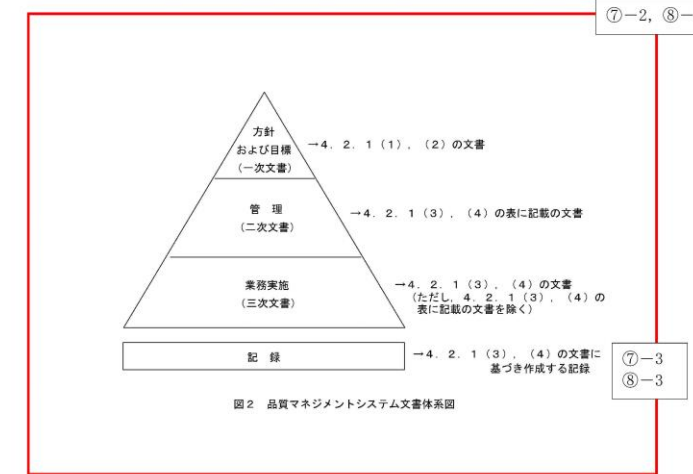 ⑦－2, ⑧－
方針
および目標
（一次文書）
→4．2．1（1），（2）の文書
管　理
（二次文書）
→4．2．1（3），（4）の表に記載の文書
業務実施
（三次文書）
→4．2．1（3），（4）の文書
（ただし，4．2．1（3），（4）の
表に記載の文書を除く）
記　録
→4．2．1（3），（4）の文書に
基づき作成する記録
⑦－3
⑧－3
図２　品質マネジメントシステム文書体系図